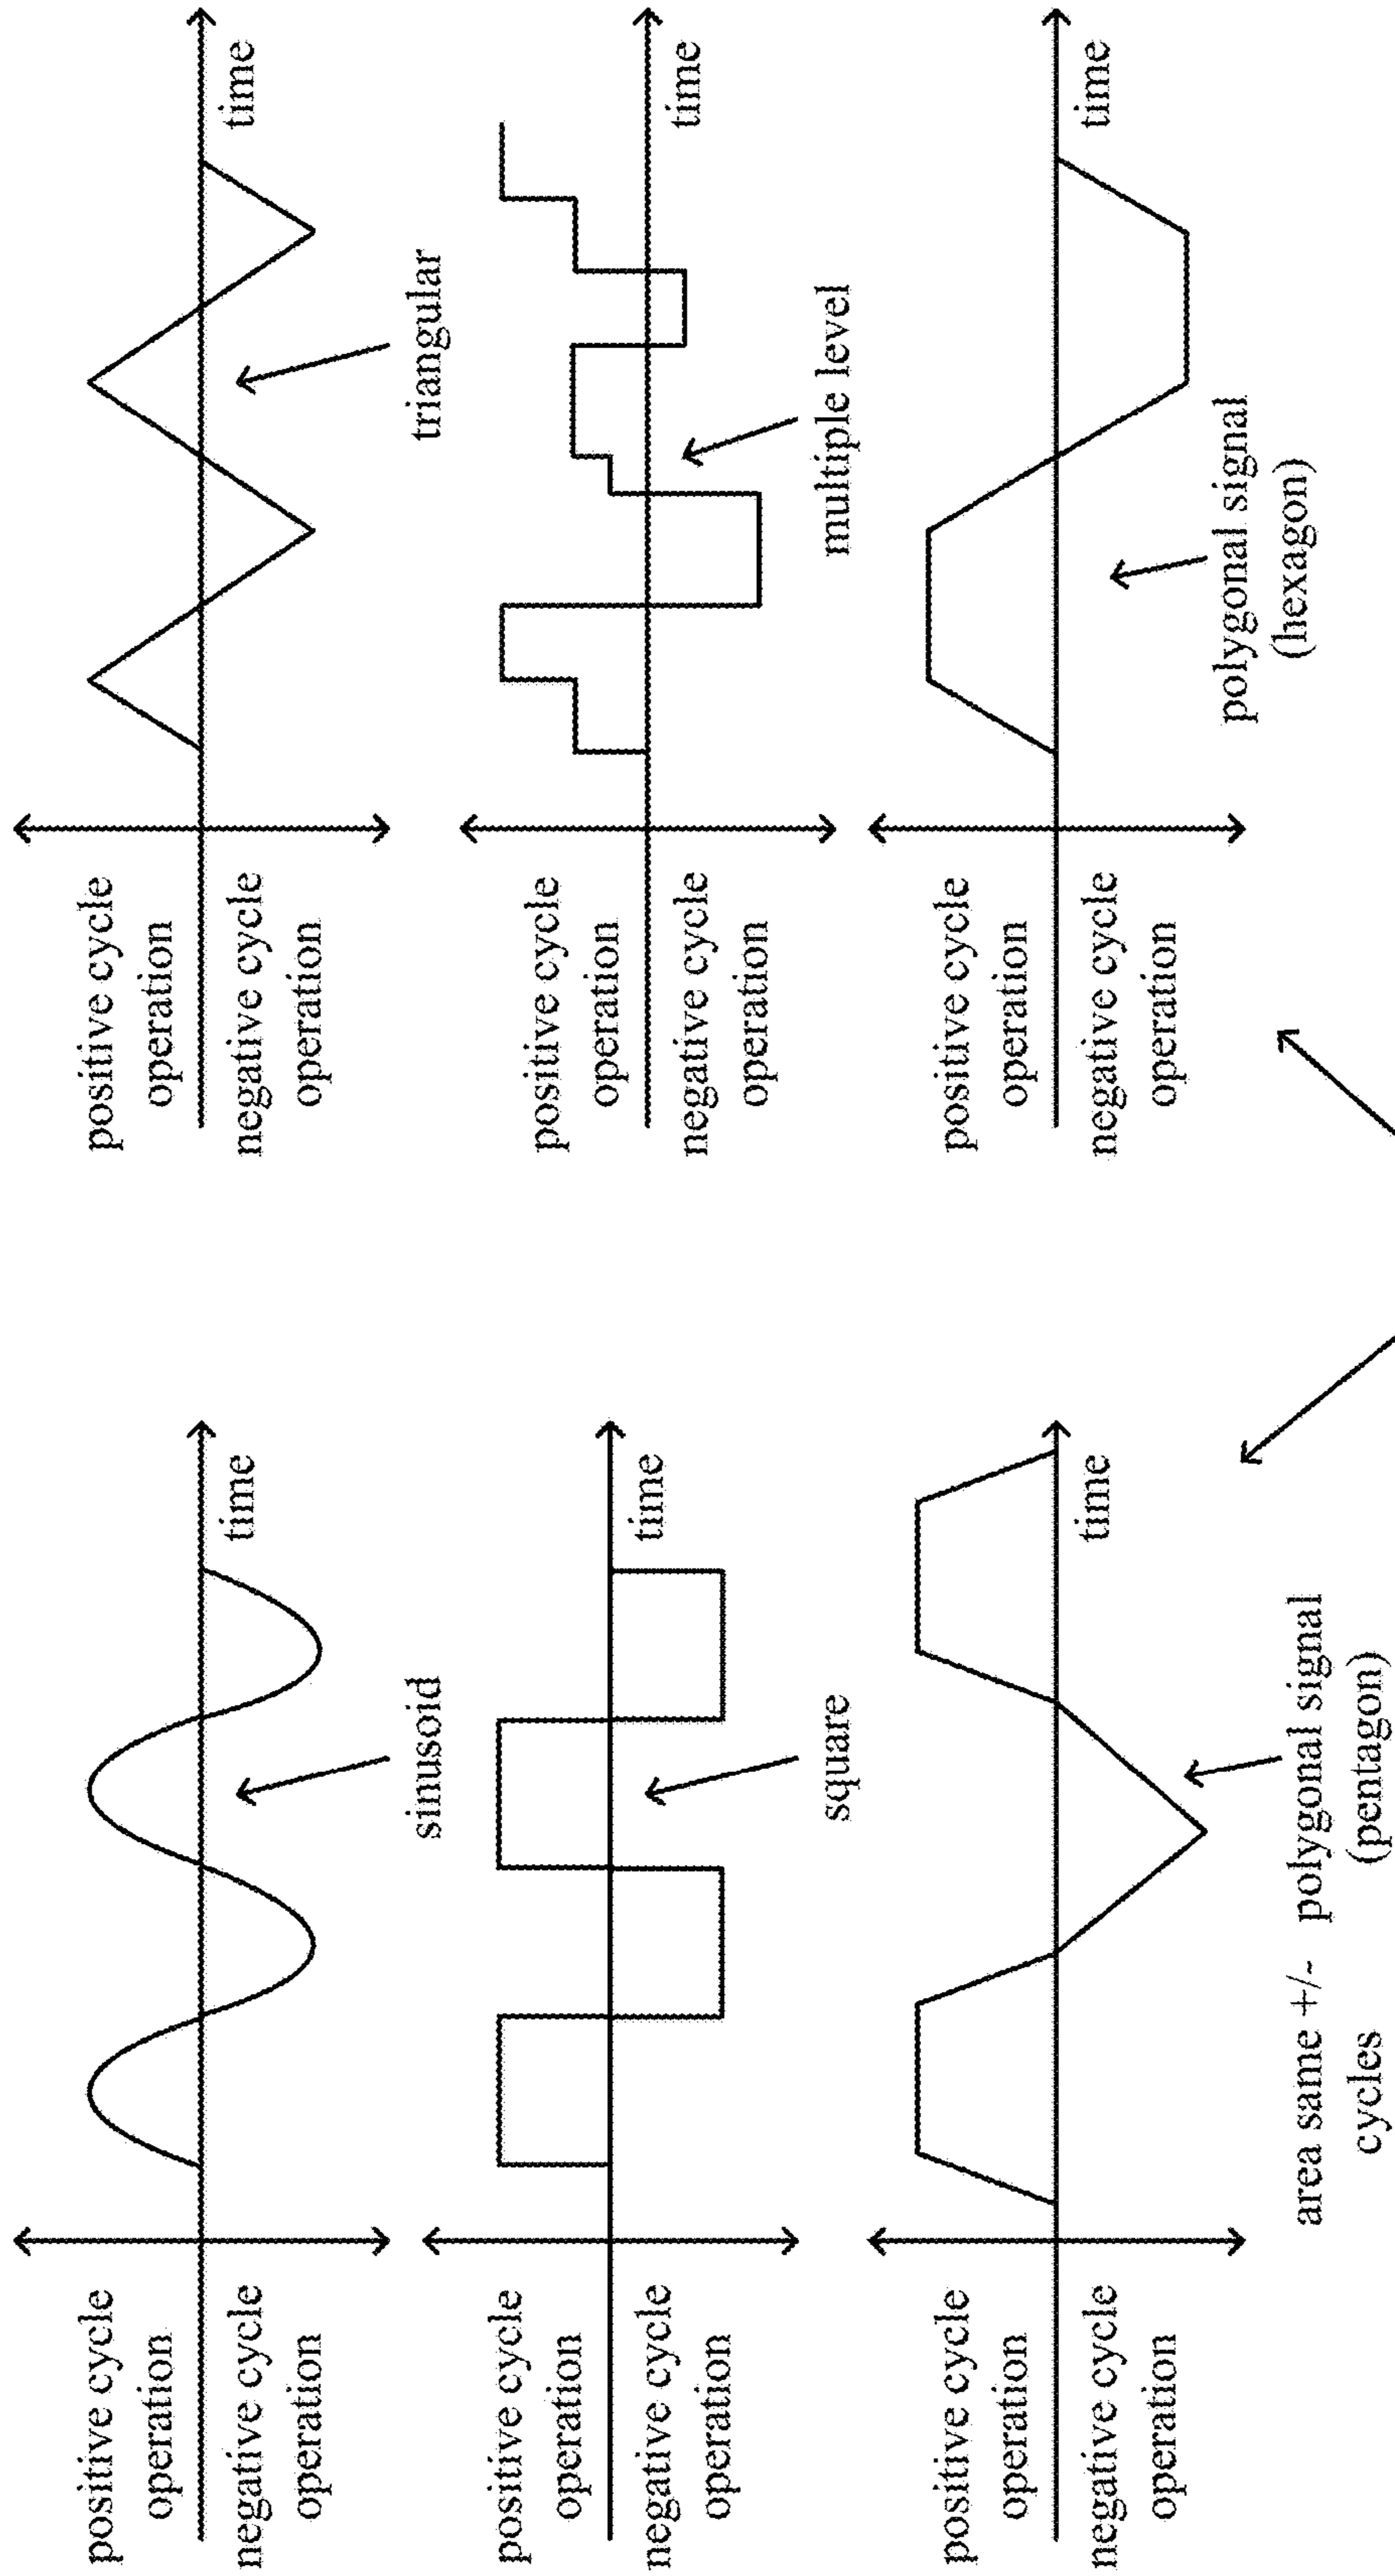 positive cycle
operation
negative cycle
operation
time
sinusoid
positive cycle
operation
negative cycle
operation
time
triangular
positive cycle
operation
negative cycle
operation
time
square
positive cycle
operation
negative cycle
operation
time
multiple level
positive cycle
operation
negative cycle
operation
time
area same +/-
cycles
polygonal signal
(pentagon)
positive cycle
operation
negative cycle
operation
time
polygonal signal
(hexagon)